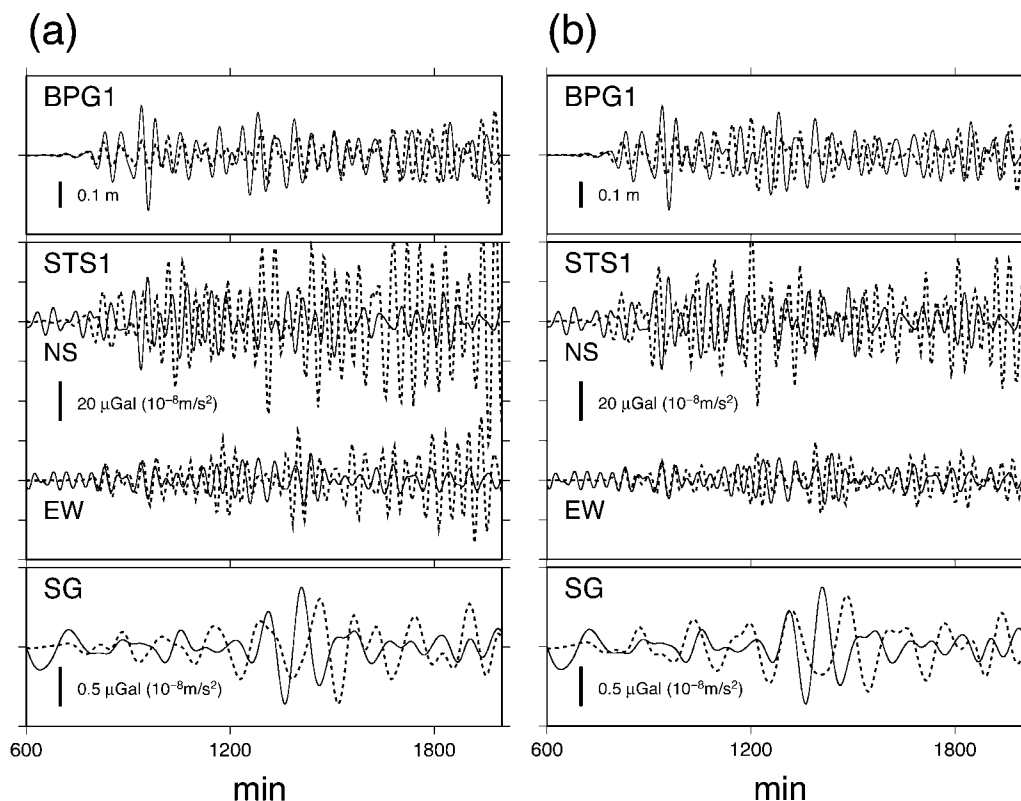 (a)
BPG1
0.1 m
STS1
NS
20 μGal (10⁻⁸m/s²)
EW
SG
0.5 μGal (10⁻⁸m/s²)
600 1200 1800
min
(b)
BPG1
0.1 m
STS1
NS
20 μGal (10⁻⁸m/s²)
EW
SG
0.5 μGal (10⁻⁸m/s²)
600 1200 1800
min